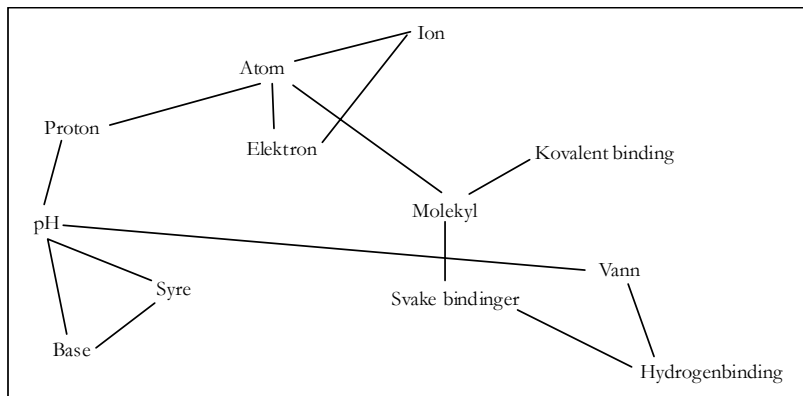 Ion
Atom
Proton
Elektron
Kovalent binding
Molekyl
pH
Vann
Syre
Svake bindinger
Base
Hydrogenbinding